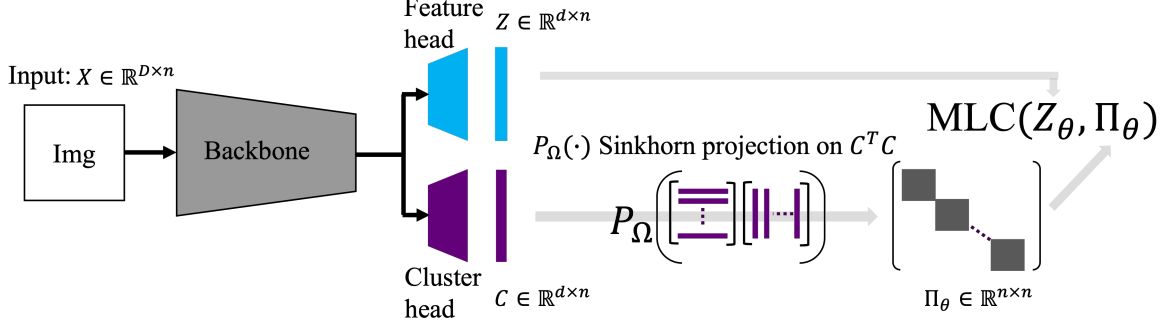 Feature
head
Z ∈ ℝ^{d×n}
Input: X ∈ ℝ^{D×n}
Img
Backbone
MLC(Z_θ, Π_θ)
P_Ω(·) Sinkhorn projection on C^T C
P_Ω
Cluster
head
C ∈ ℝ^{d×n}
Π_θ ∈ ℝ^{n×n}